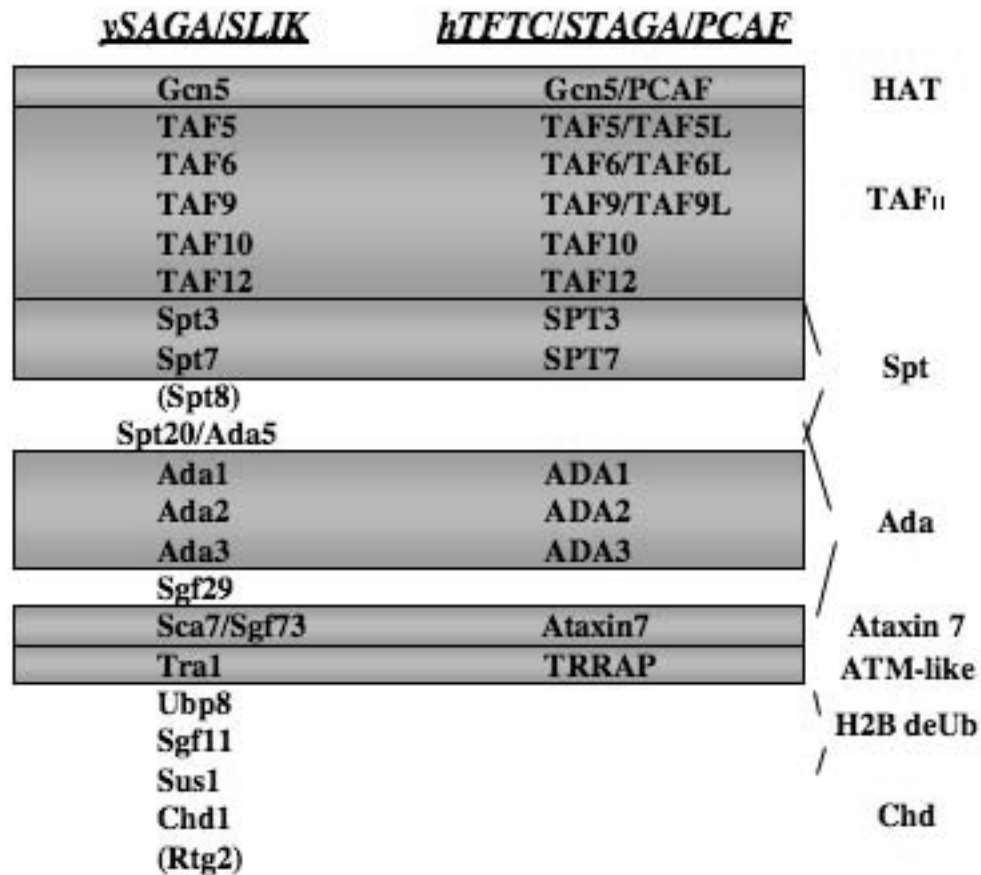 ySAGA/SLIK hTFTC/STAGA/PCAF
Gcn5 Gcn5/PCAF HAT
TAF5 TAF5/TAF5L
TAF6 TAF6/TAF6L
TAF9 TAF9/TAF9L TAFII
TAF10 TAF10
TAF12 TAF12
Spt3 SPT3
Spt7 SPT7 Spt
(Spt8)
Spt20/Ada5
Ada1 ADA1
Ada2 ADA2 Ada
Ada3 ADA3
Sgf29
Sca7/Sgf73 Ataxin7 Ataxin 7
Tra1 TRRAP ATM-like
Ubp8 H2B deUb
Sgf11
Sus1
Chd1 Chd
(Rtg2)